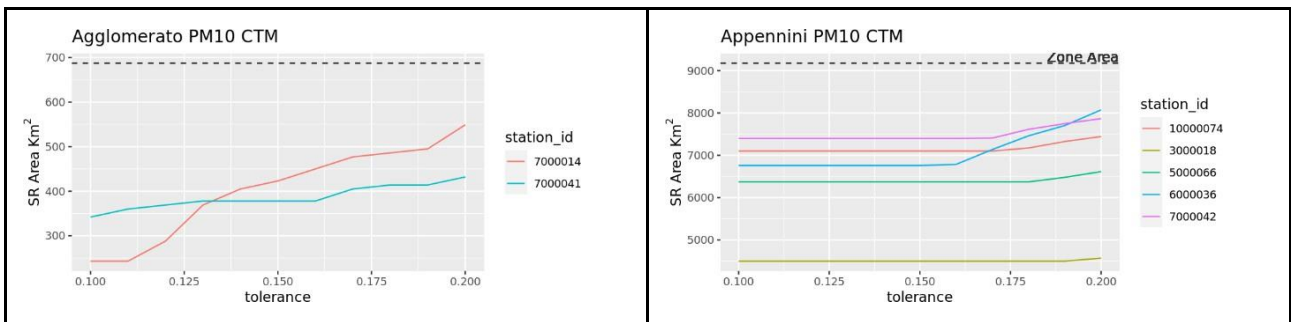 Agglomerato PM10 CTM
700
600
500
400
300
SR Area Km²
0.100 0.125 0.150 0.175 0.200
tolerance
station_id
7000014
7000041
Appennini PM10 CTM
Zone Area
9000
8000
7000
6000
5000
SR Area Km²
0.100 0.125 0.150 0.175 0.200
tolerance
station_id
10000074
3000018
5000066
6000036
7000042